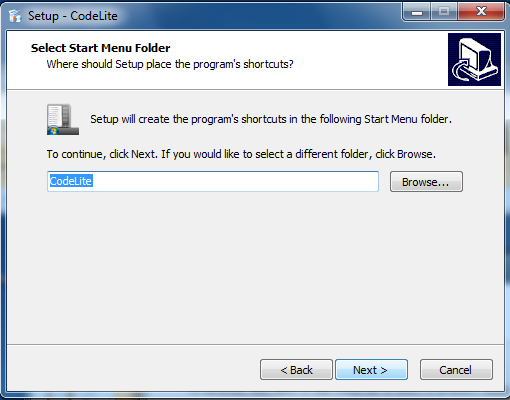 Setup - CodeLite
Select Start Menu Folder
Where should Setup place the program's shortcuts?
Setup will create the program's shortcuts in the following Start Menu folder.
To continue, click Next. If you would like to select a different folder, click Browse.
CodeLite
Browse...
< Back
Next >
Cancel